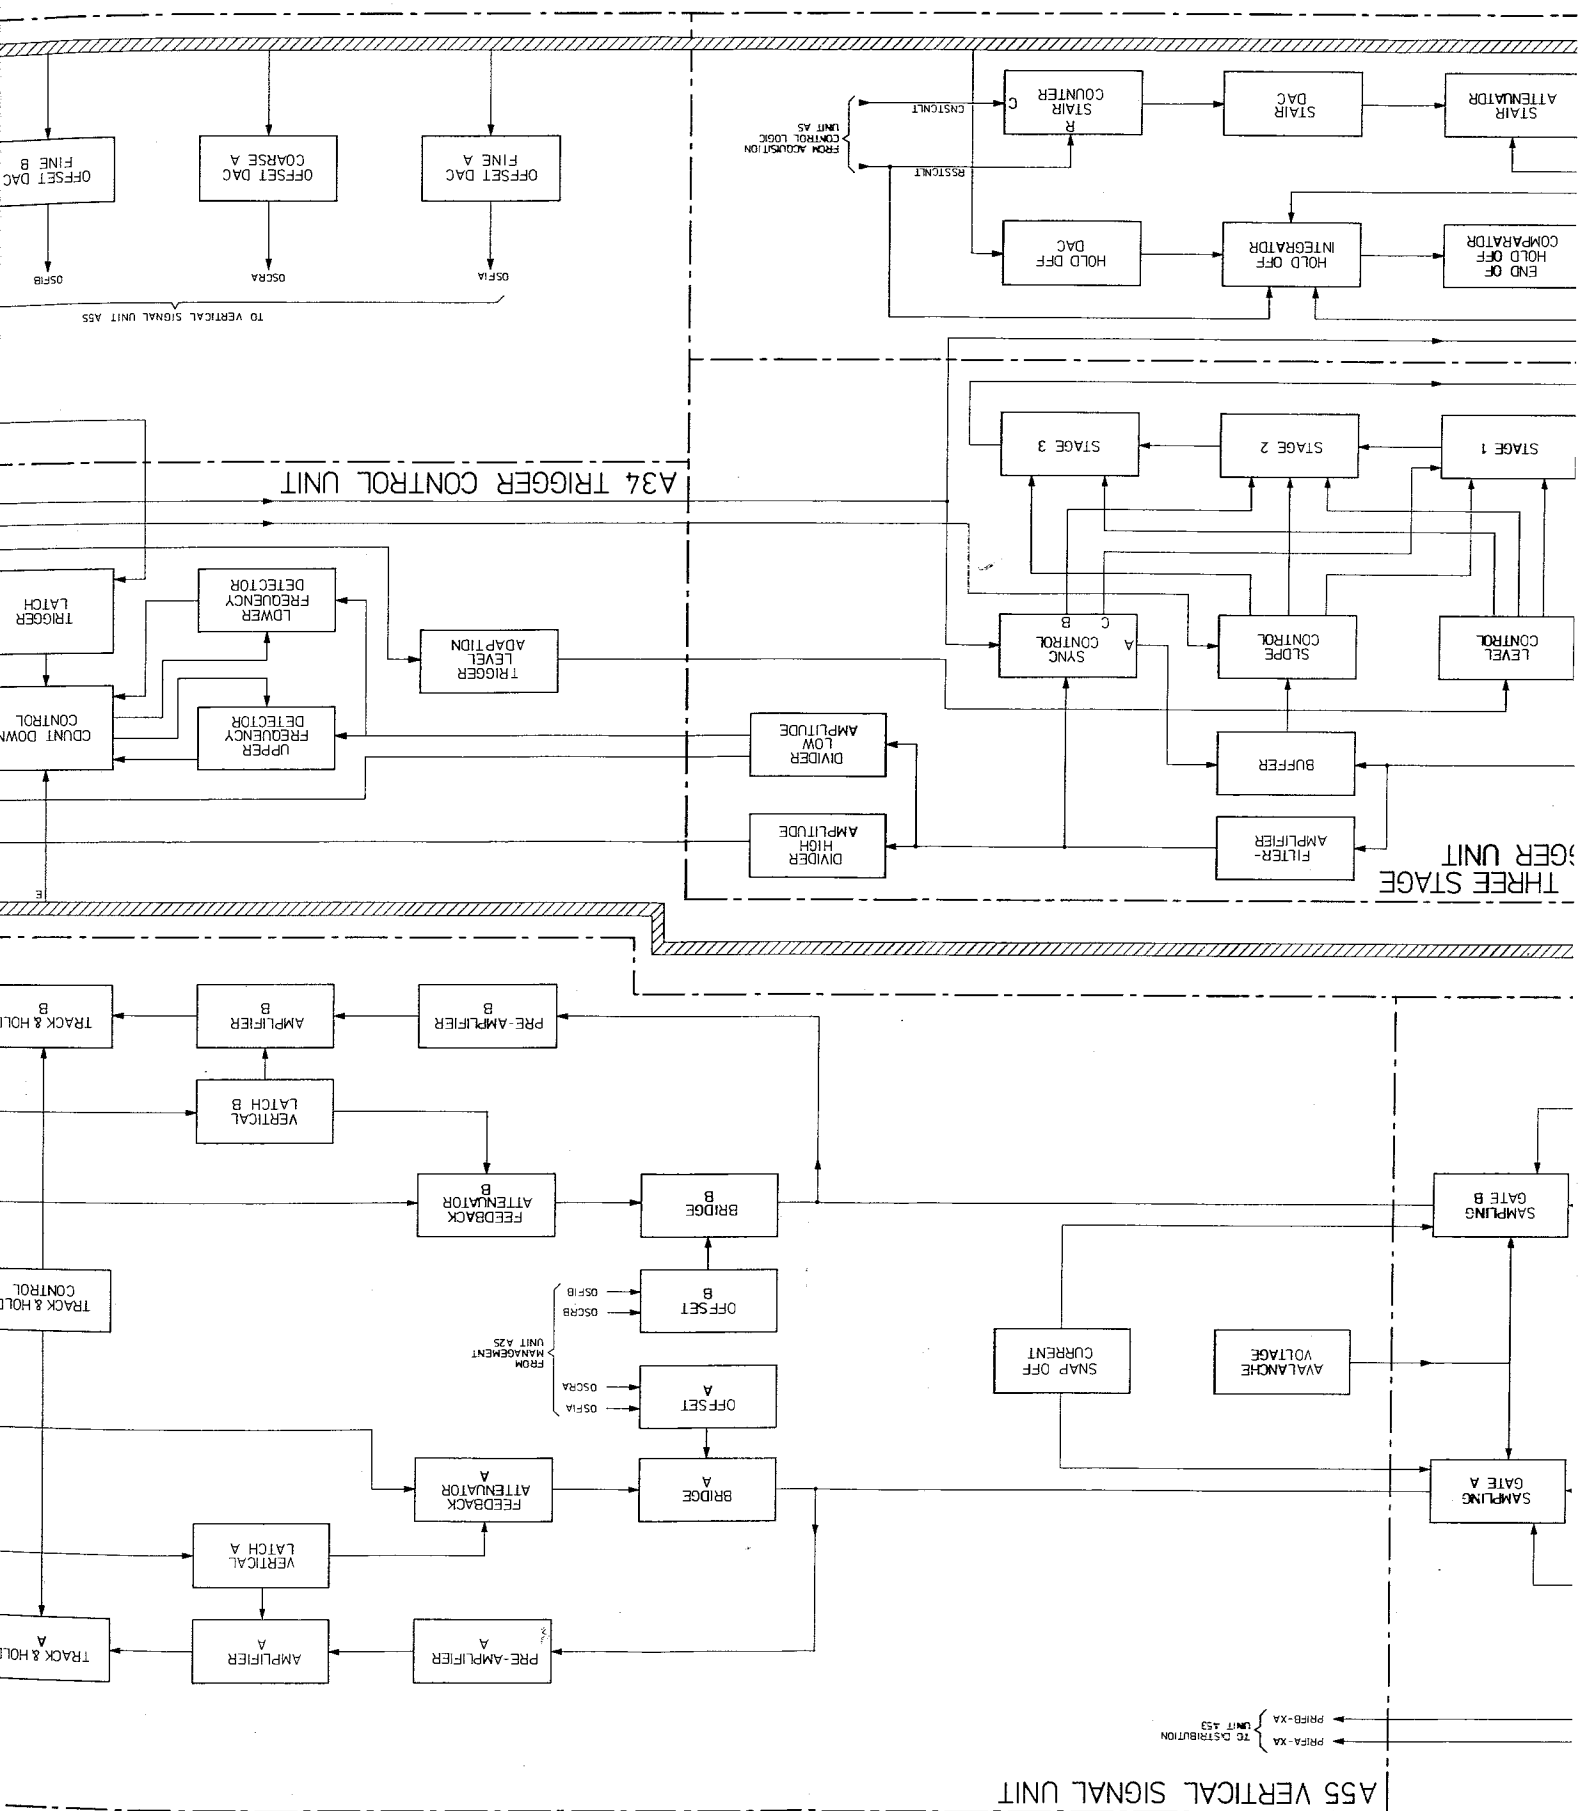 A55 VERTICAL SIGNAL UNIT
PRIFA-XA
PRIFB-XA
TO DISTRIBUTION
UNIT A53
PRE-AMPLIFIER
A
AMPLIFIER
A
TRACK & HOL
A
VERTICAL
LATCH A
SAMPLING
GATE A
BRIDGE
A
FEEDBACK
ATTENUATOR
A
OFFSET
A
OSFIA
OSCRA
AVALANCHE
VOLTAGE
SNAP OFF
CURRENT
FROM
MANAGEMENT
UNIT A25
OFFSET
B
OSCRB
OSFIB
TRACK & HOL
CONTROL
SAMPLING
GATE B
BRIDGE
B
FEEDBACK
ATTENUATOR
B
VERTICAL
LATCH B
PRE-AMPLIFIER
B
AMPLIFIER
B
TRACK & HOL
B
THREE STAGE
GGER UNIT
E
FILTER-
AMPLIFIER
DIVIDER
HIGH
AMPLITUDE
BUFFER
DIVIDER
LOW
AMPLITUDE
UPPER
FREQUENCY
DETECTOR
COUNT DOWN
CONTROL
LEVEL
CONTROL
SLOPE
CONTROL
SYNC
CONTROL
A
B
C
TRIGGER
LEVEL
ADAPTION
LOWER
FREQUENCY
DETECTOR
TRIGGER
LATCH
A34 TRIGGER CONTROL UNIT
STAGE 1
STAGE 2
STAGE 3
TO VERTICAL SIGNAL UNIT A55
END OF
HOLD OFF
COMPARATOR
HOLD OFF
INTEGRATOR
HOLD OFF
DAC
OSFIA
OSCRA
OSFIB
RSSTCNLT
FROM ACQUISITION
CONTROL LOGIC
UNIT A5
OFFSET DAC
FINE A
OFFSET DAC
COARSE A
OFFSET DAC
FINE B
STAIR
ATTENUATOR
STAIR
DAC
R
STAIR
COUNTER
C
CNSTCNLT